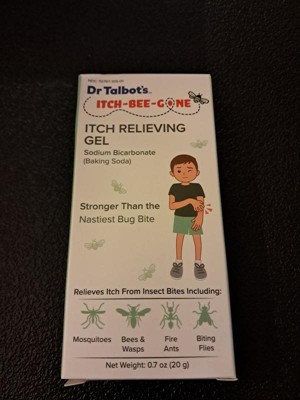 Dr Talbot's™
ITCH-BEE-GONE
ITCH RELIEVING
GEL
Sodium Bicarbonate
(Baking Soda)
Stronger Than the
Nastiest Bug Bite
Relieves Itch From Insect Bites Including:
Mosquitoes
Bees &
Wasps
Fire
Ants
Biting
Flies
Net Weight: 0.7 oz (20 g)